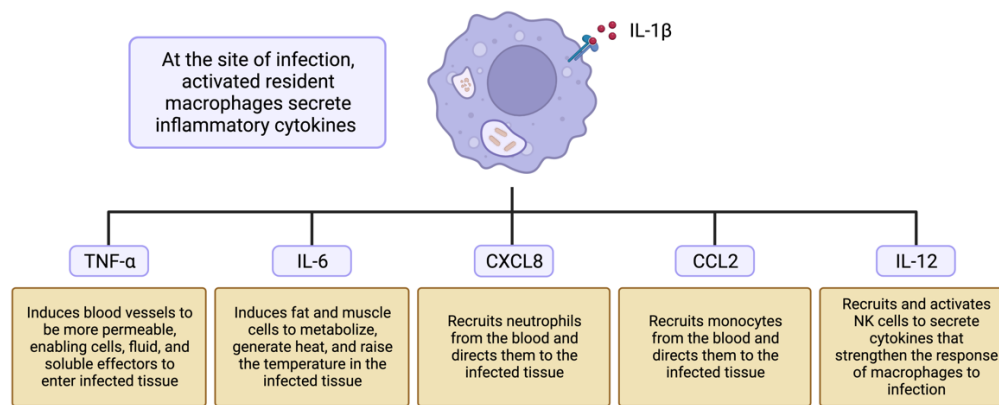 At the site of infection,
activated resident
macrophages secrete
inflammatory cytokines
IL-1β
TNF-α
IL-6
CXCL8
CCL2
IL-12
Induces blood vessels to
be more permeable,
enabling cells, fluid, and
soluble effectors to
enter infected tissue
Induces fat and muscle
cells to metabolize,
generate heat, and raise
the temperature in the
infected tissue
Recruits neutrophils
from the blood and
directs them to the
infected tissue
Recruits monocytes
from the blood and
directs them to the
infected tissue
Recruits and activates
NK cells to secrete
cytokines that
strengthen the response
of macrophages to
infection